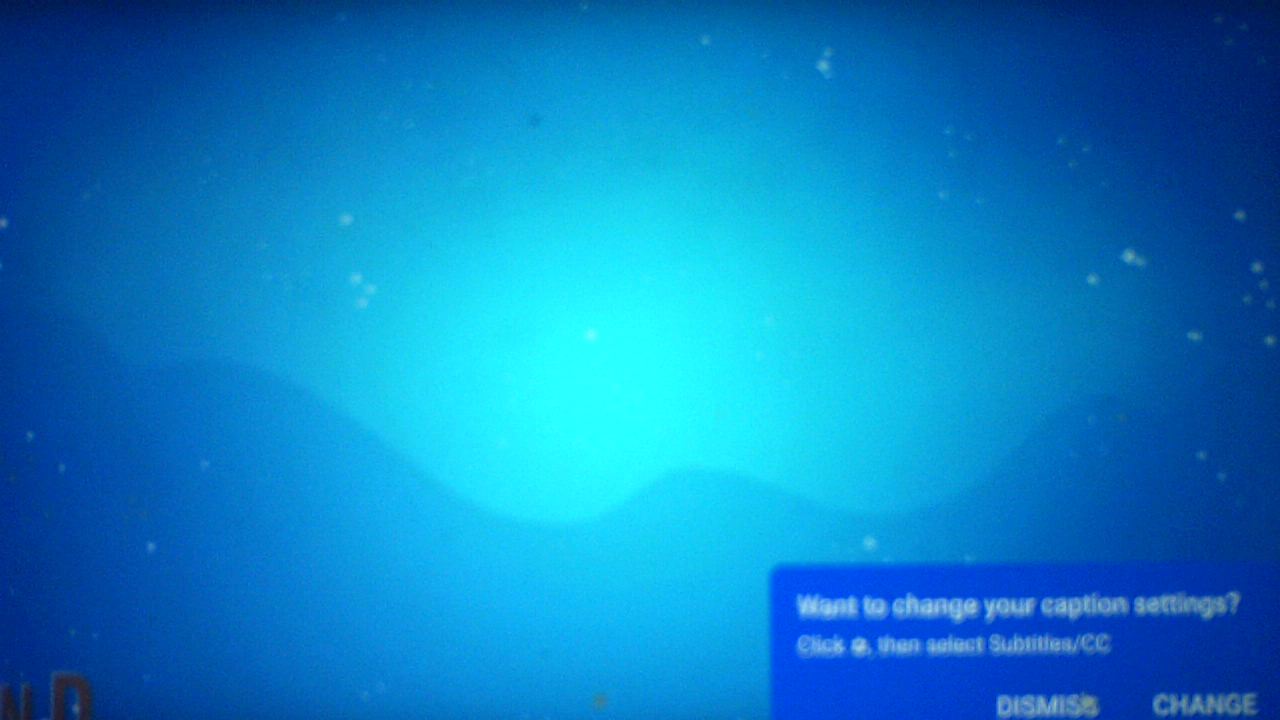 Want to change your caption settings?
Click ⚙, then select Subtitles/CC
DISMISS CHANGE